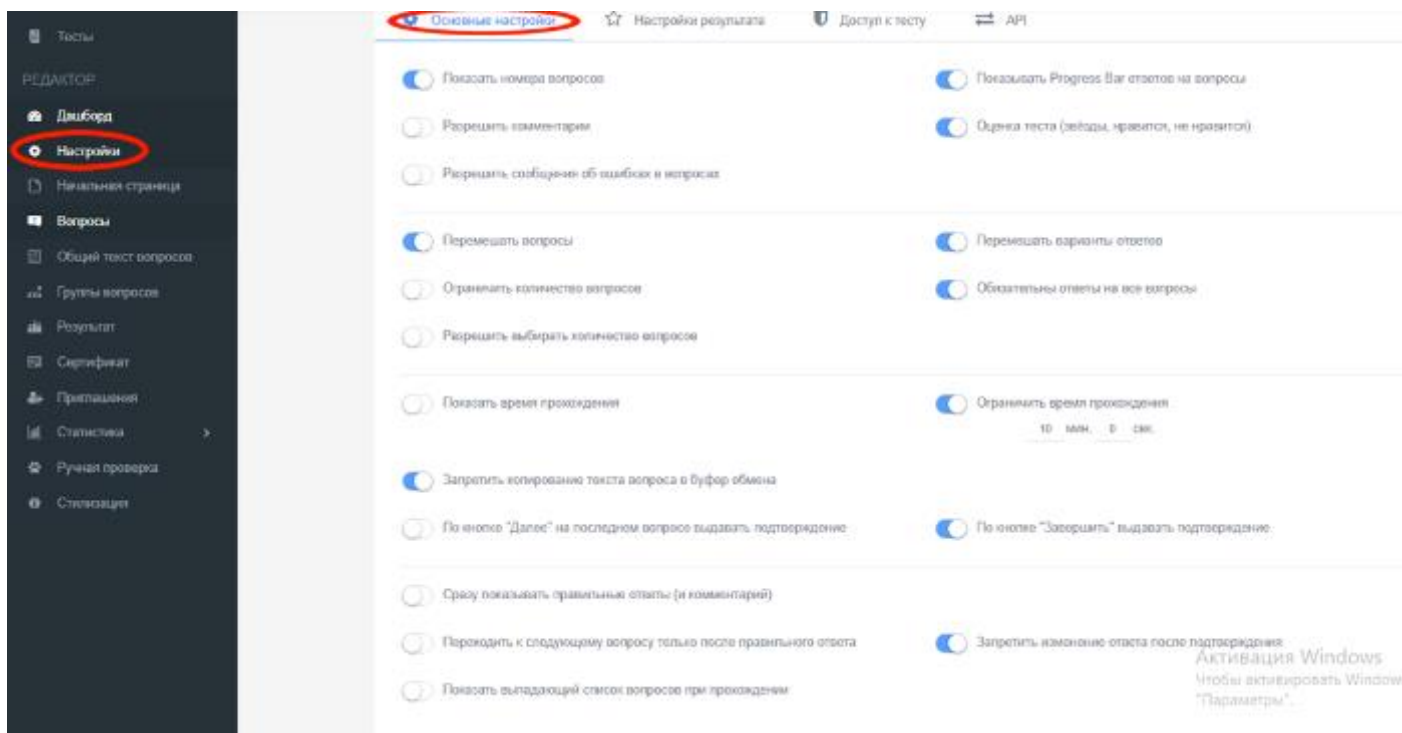 Тесты
РЕДАКТОР
Дашборд
Настройки
Начальная страница
Вопросы
Общий текст вопросов
Группы вопросов
Результат
Сертификат
Приглашения
Статистика
Ручная проверка
Стилизация
Основные настройки Настройки результата Доступ к тесту API
Показать номера вопросов Показывать Progress Bar ответов на вопросы
Разрешить комментарии Оценка теста (звёзды, нравится, не нравится)
Разрешить сообщения об ошибках в вопросах
Перемешать вопросы Перемешать варианты ответов
Ограничить количество вопросов Обязательны ответы на все вопросы
Разрешить выбирать количество вопросов
Показать время прохождения Ограничить время прохождения
10 мин. 0 сек.
Запретить копирование текста вопроса в буфер обмена
По кнопке "Далее" на последнем вопросе выдавать подтверждение По кнопке "Завершить" выдавать подтверждение
Сразу показывать правильные ответы (и комментарий)
Переходить к следующему вопросу только после правильного ответа Запретить изменение ответа после подтверждения
Показать выпадающий список вопросов при прохождении
Активация Windows
Чтобы активировать Window
"Параметры".